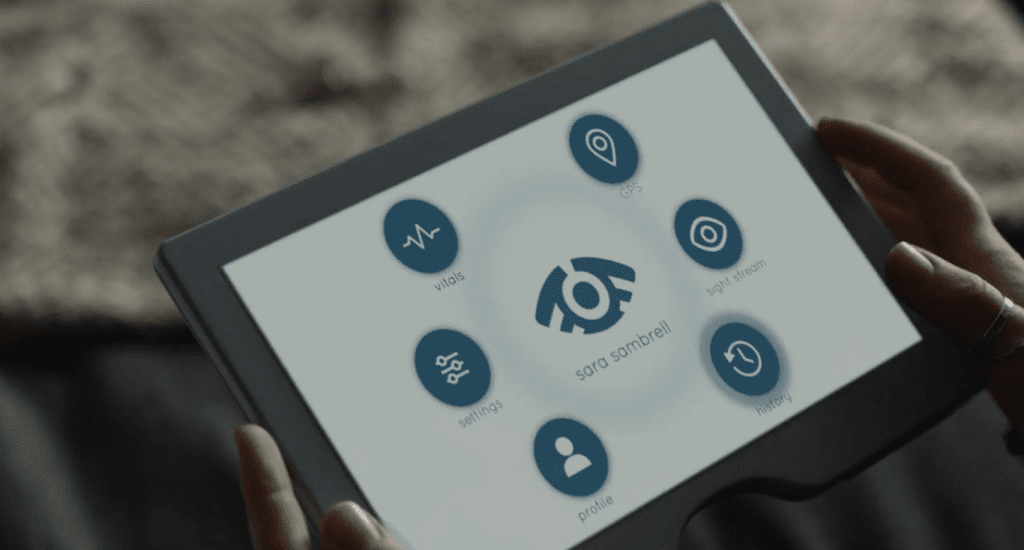 GPS
vitals
sight stream
sara sambrell
settings
history
profile